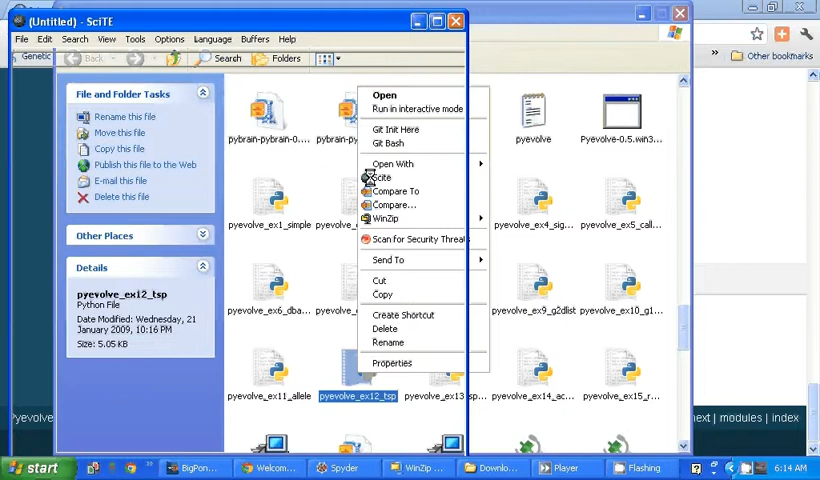 (Untitled) - SciTE
File Edit Search View Tools Options Language Buffers Help
Genetic
Back
Search
Folders
Other bookmarks
File and Folder Tasks
Rename this file
Move this file
Copy this file
Publish this file to the Web
E-mail this file
Delete this file
Other Places
Details
pyevolve_ex12_tsp
Python File
Date Modified: Wednesday, 21
January 2009, 10:16 PM
Size: 5.05 KB
Open
Run in interactive mode
Git Init Here
Git Bash
Open With
Scite
Compare To
Compare...
WinZip
Scan for Security Threats
Send To
Cut
Copy
Create Shortcut
Delete
Rename
Properties
pybrain-pybrain-0....
pyevolve
Pyevolve-0.5.win3...
pyevolve_ex1_simple
pyevolve_ex4_sig...
pyevolve_ex5_call...
pyevolve_ex6_dba...
pyevolve_ex9_g2dlist
pyevolve_ex10_g1...
pyevolve_ex11_allele
pyevolve_ex12_tsp
pyevolve_ex14_ac...
pyevolve_ex15_r...
Pyevolve
next | modules | index
start
BigPon...
Welcom...
Spyder
WinZip ...
Downlo...
Player
Flashing
6:14 AM